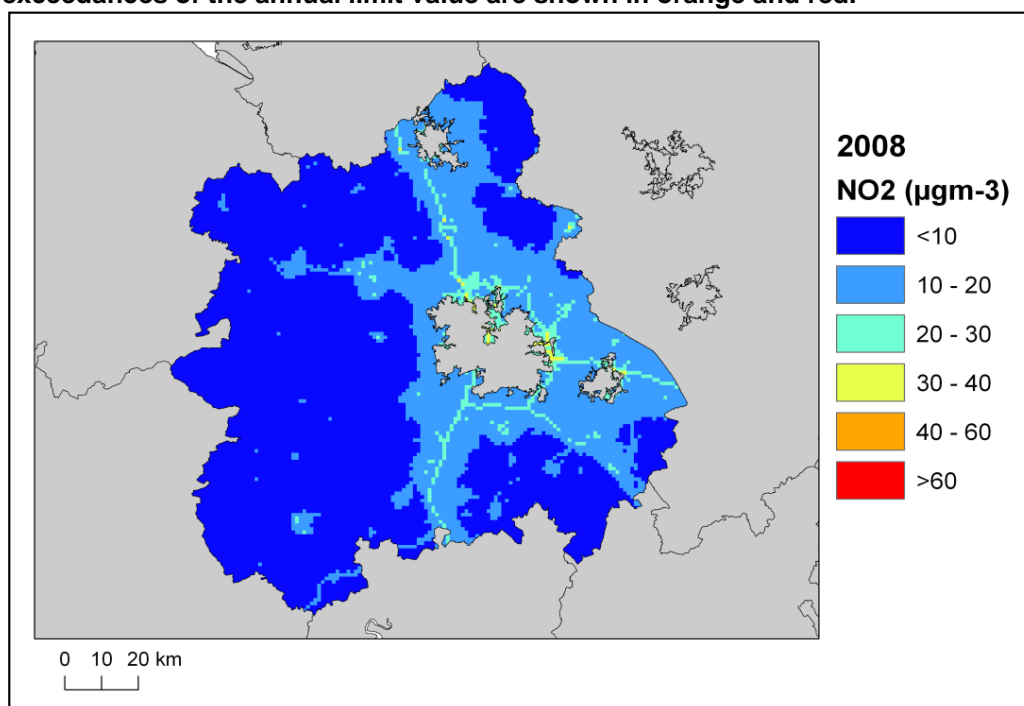 exceedances of the annual limit value are shown in orange and red.
2008
NO2 (µgm-3)
<10
10 - 20
20 - 30
30 - 40
40 - 60
>60
0 10 20 km